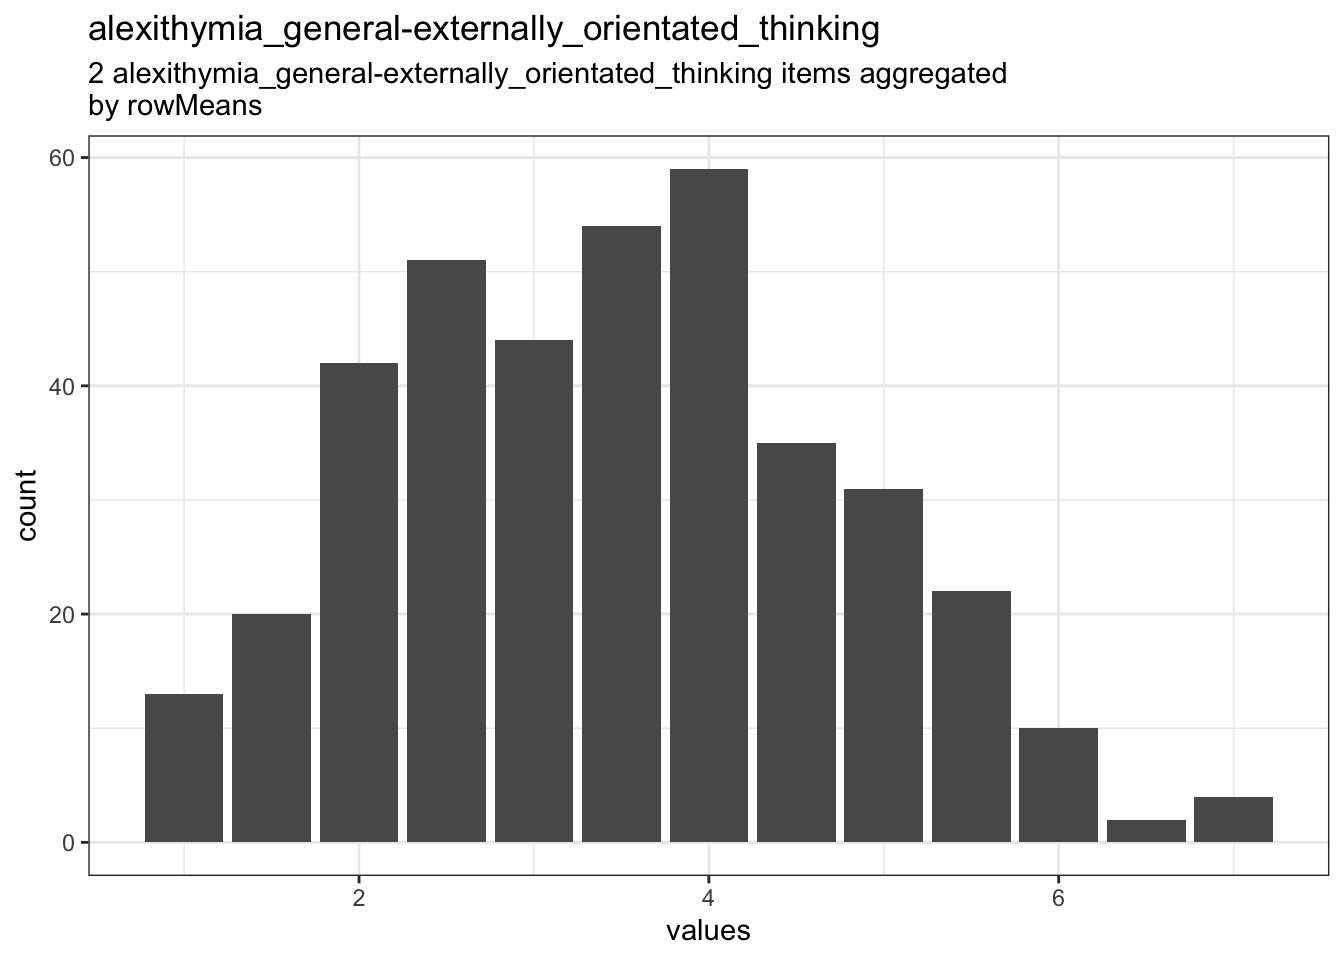 alexithymia_general-externally_orientated_thinking
2 alexithymia_general-externally_orientated_thinking items aggregated
by rowMeans
60
40
20
0
count
2
4
6
values